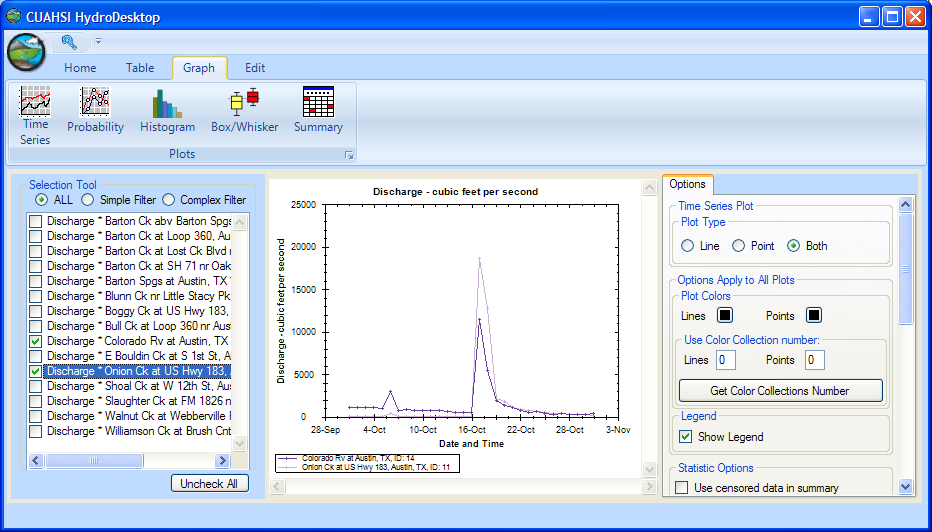 CUAHSI HydroDesktop
Home Table Graph Edit
Time Series
Probability
Histogram
Box/Whisker
Summary
Plots
Selection Tool
ALL Simple Filter Complex Filter
Discharge * Barton Ck abv Barton Spgs
Discharge * Barton Ck at Loop 360, Au
Discharge * Barton Ck at Lost Ck Blvd
Discharge * Barton Ck at SH 71 nr Oak
Discharge * Barton Spgs at Austin, TX
Discharge * Blunn Ck nr Little Stacy Pk
Discharge * Boggy Ck at US Hwy 183,
Discharge * Bull Ck at Loop 360 nr Aus
Discharge * Colorado Rv at Austin, TX
Discharge * E Bouldin Ck at S 1st St, A
Discharge * Onion Ck at US Hwy 183,
Discharge * Shoal Ck at W 12th St, Au
Discharge * Slaughter Ck at FM 1826 n
Discharge * Walnut Ck at Webberville
Discharge * Williamson Ck at Brush Cnt
Uncheck All
Discharge - cubic feet per second
Discharge - cubic feet per second
25000
20000
15000
10000
5000
0
28-Sep 4-Oct 10-Oct 16-Oct 22-Oct 28-Oct 3-Nov
Date and Time
Colorado Rv at Austin, TX, ID: 14
Onion Ck at US Hwy 183, Austin, TX, ID: 11
Options
Time Series Plot
Plot Type
Line Point Both
Options Apply to All Plots
Plot Colors
Lines Points
Use Color Collection number:
Lines 0 Points 0
Get Color Collections Number
Legend
Show Legend
Statistic Options
Use censored data in summary